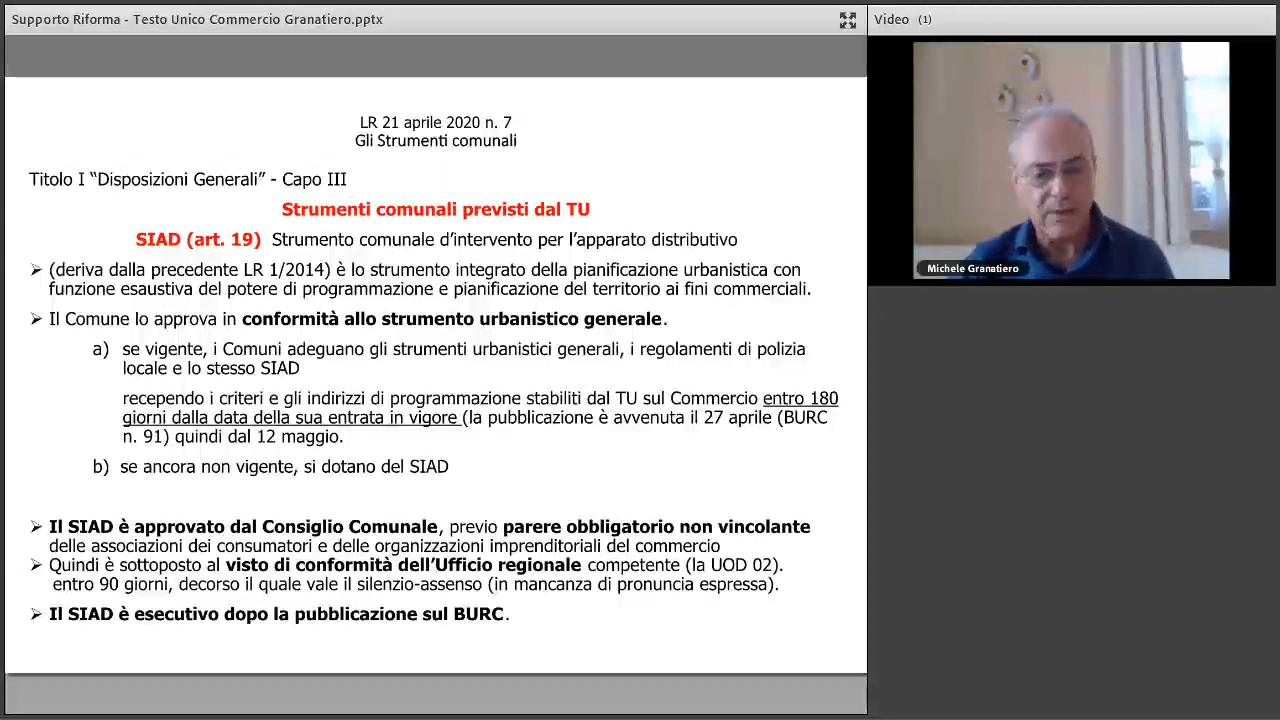 Supporto Riforma - Testo Unico Commercio Granatiero.pptx
Video (1)
Michele Granatiero
LR 21 aprile 2020 n. 7
Gli Strumenti comunali
Titolo I “Disposizioni Generali” - Capo III
Strumenti comunali previsti dal TU
SIAD (art. 19) Strumento comunale d’intervento per l’apparato distributivo
➢ (deriva dalla precedente LR 1/2014) è lo strumento integrato della pianificazione urbanistica con
funzione esaustiva del potere di programmazione e pianificazione del territorio ai fini commerciali.
➢ Il Comune lo approva in conformità allo strumento urbanistico generale.
a) se vigente, i Comuni adeguano gli strumenti urbanistici generali, i regolamenti di polizia
locale e lo stesso SIAD
recependo i criteri e gli indirizzi di programmazione stabiliti dal TU sul Commercio entro 180
giorni dalla data della sua entrata in vigore (la pubblicazione è avvenuta il 27 aprile (BURC
n. 91) quindi dal 12 maggio.
b) se ancora non vigente, si dotano del SIAD
➢ Il SIAD è approvato dal Consiglio Comunale, previo parere obbligatorio non vincolante
delle associazioni dei consumatori e delle organizzazioni imprenditoriali del commercio
➢ Quindi è sottoposto al visto di conformità dell’Ufficio regionale competente (la UOD 02).
entro 90 giorni, decorso il quale vale il silenzio-assenso (in mancanza di pronuncia espressa).
➢ Il SIAD è esecutivo dopo la pubblicazione sul BURC.